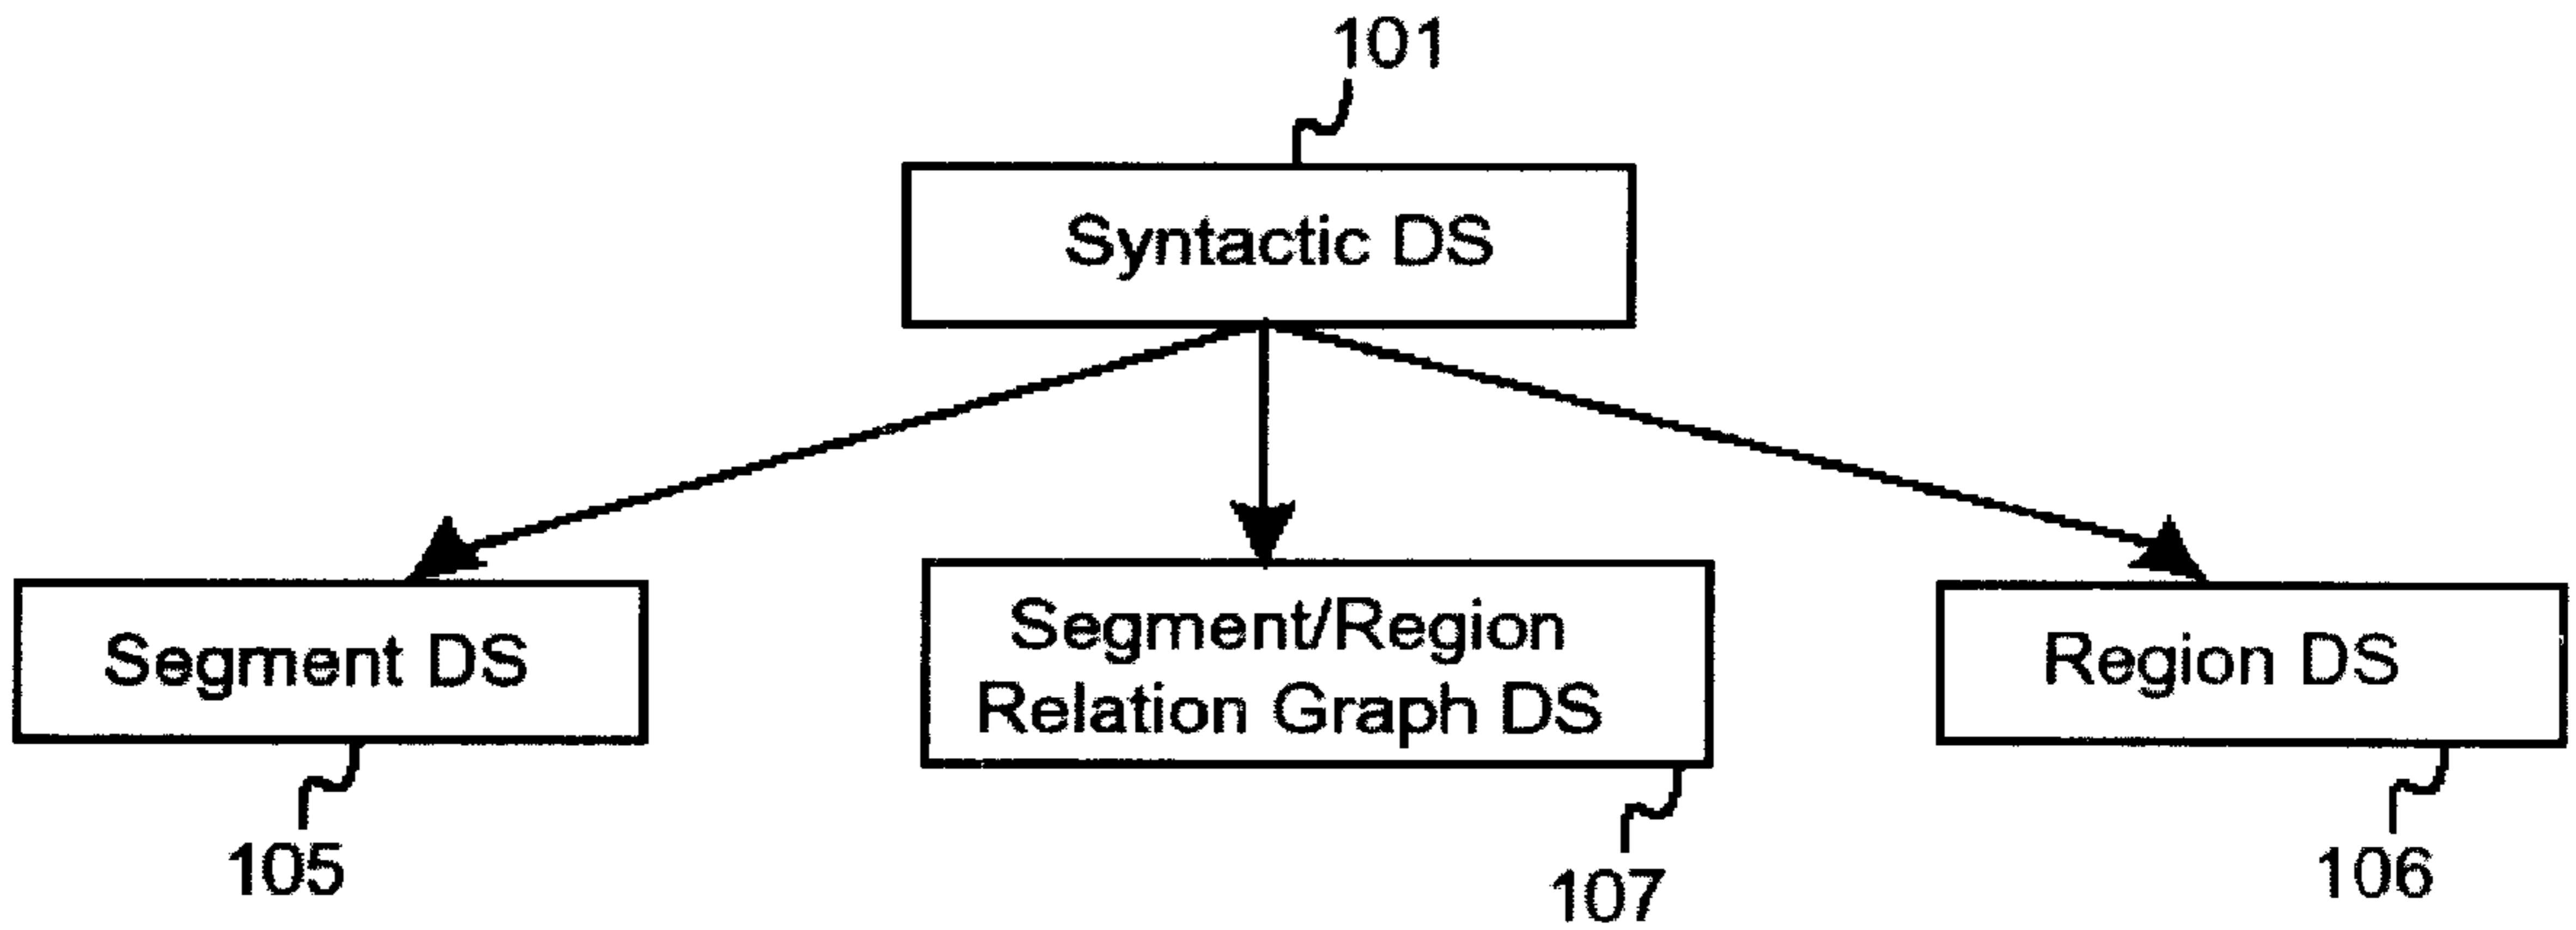 101
Syntactic DS
Segment DS
Segment/Region
Relation Graph DS
Region DS
105
107
106